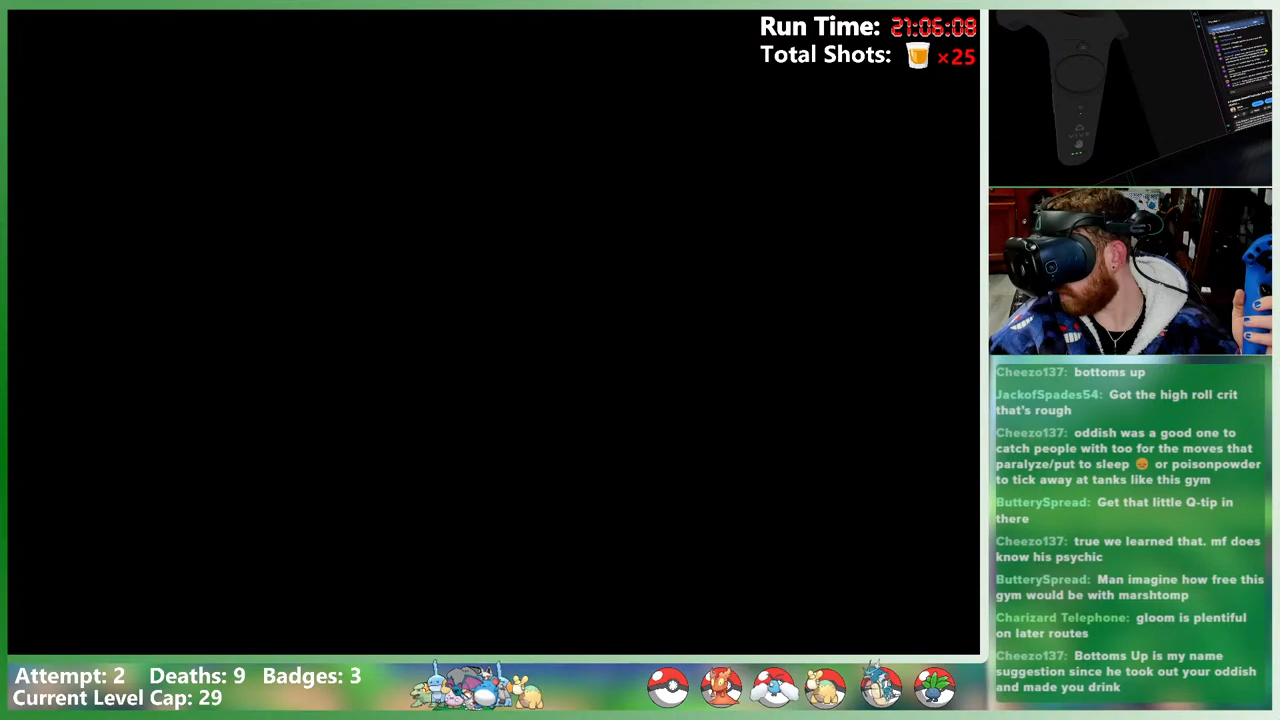 Run Time: 21:06:08
Total Shots: ×25
Cheezo137: bottoms up
JackofSpades54: Got the high roll crit
that's rough
Cheezo137: oddish was a good one to
catch people with too for the moves that
paralyze/put to sleep 😡 or poisonpowder
to tick away at tanks like this gym
ButterySpread: Get that little Q-tip in
there
Cheezo137: true we learned that. mf does
know his psychic
ButterySpread: Man imagine how free this
gym would be with marshtomp
Charizard Telephone: gloom is plentiful
on later routes
Cheezo137: Bottoms Up is my name
suggestion since he took out your oddish
and made you drink
Attempt: 2 Deaths: 9 Badges: 3
Current Level Cap: 29